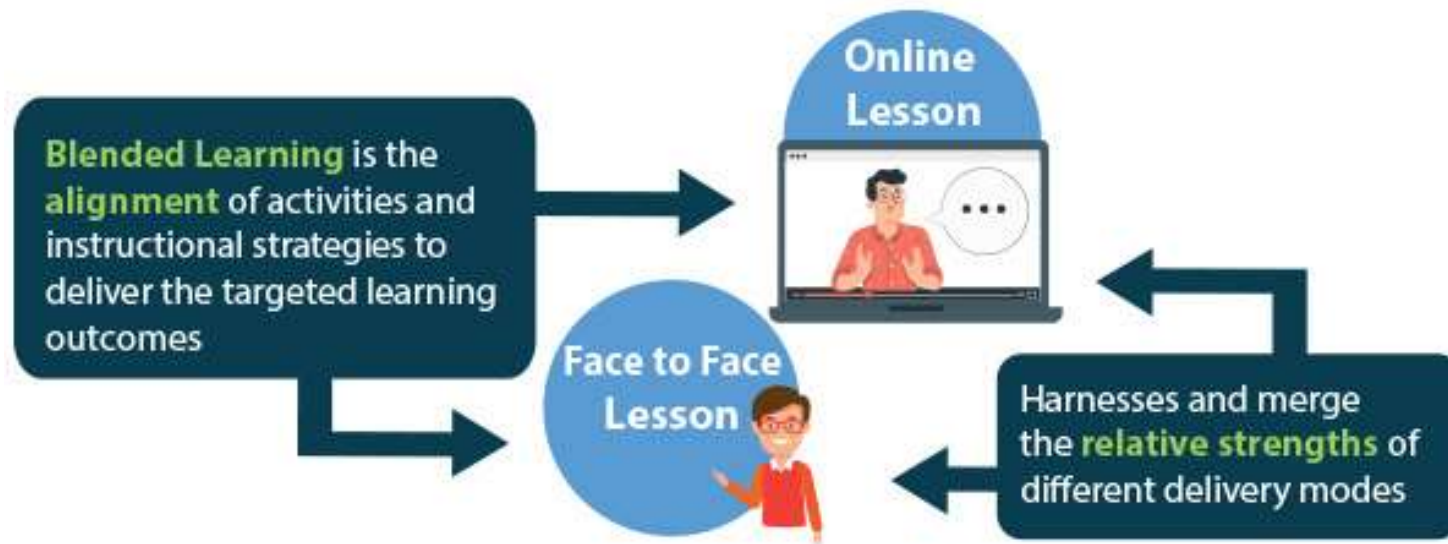 Online
Lesson
Blended Learning is the
alignment of activities and
instructional strategies to
deliver the targeted learning
outcomes
Face to Face
Lesson
Harnesses and merge
the relative strengths of
different delivery modes